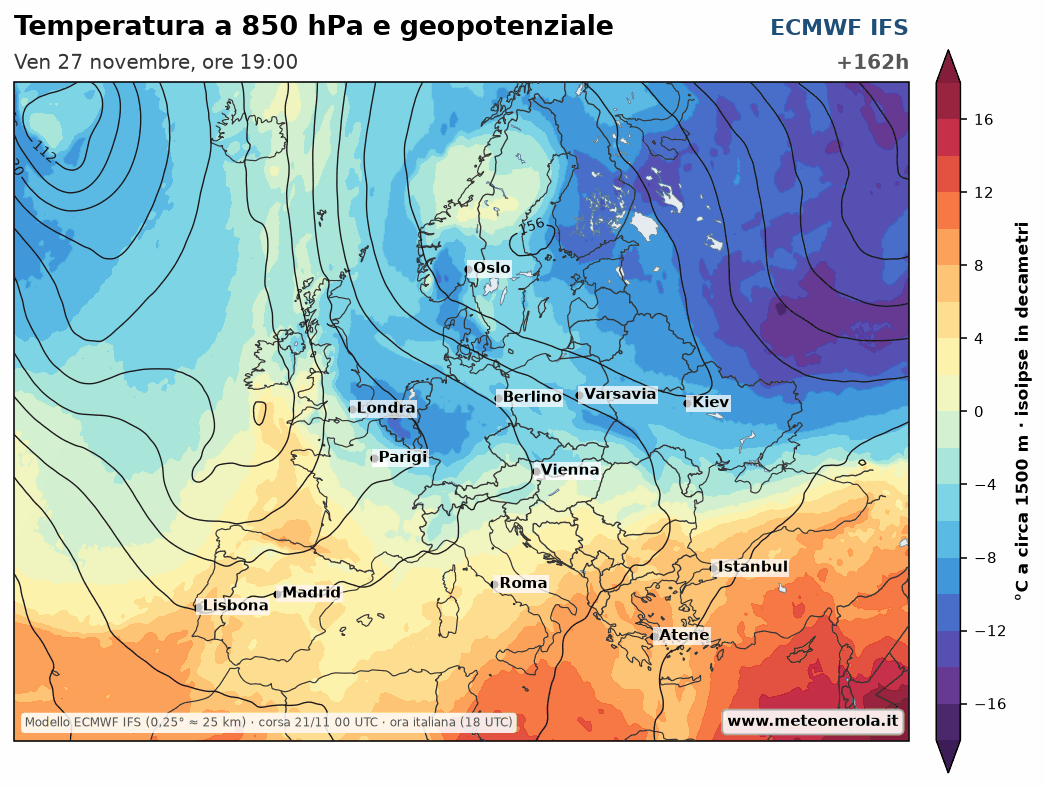 Temperatura a 850 hPa e geopotenziale
ECMWF IFS
Ven 27 novembre, ore 19:00
+162h
112
156
Oslo
Londra
Berlino
Varsavia
Kiev
Parigi
Vienna
Istanbul
Roma
Madrid
Lisbona
Atene
Modello ECMWF IFS (0,25° ≈ 25 km) · corsa 21/11 00 UTC · ora italiana (18 UTC)
www.meteonerola.it
16
12
8
4
0
−4
−8
−12
−16
°C a circa 1500 m · isoipse in decametri